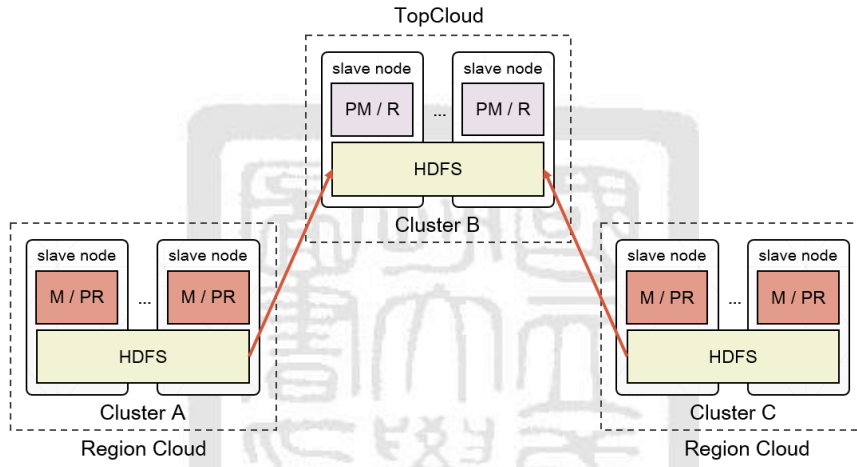 TopCloud
slave node
slave node
PM / R
...
PM / R
HDFS
Cluster B
slave node
slave node
M / PR
...
M / PR
HDFS
Cluster A
Region Cloud
slave node
slave node
M / PR
...
M / PR
HDFS
Cluster C
Region Cloud